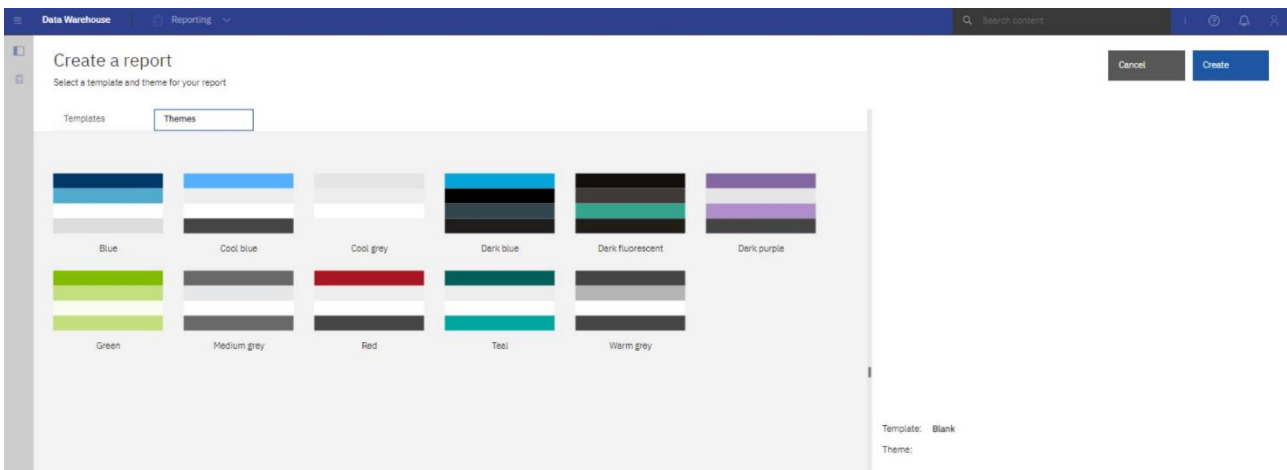 Data Warehouse Reporting Search content
Create a report
Select a template and theme for your report
Cancel Create
Templates Themes
Blue Cool blue Cool grey Dark blue Dark fluorescent Dark purple
Green Medium grey Red Teal Warm grey
Template: Blank
Theme: